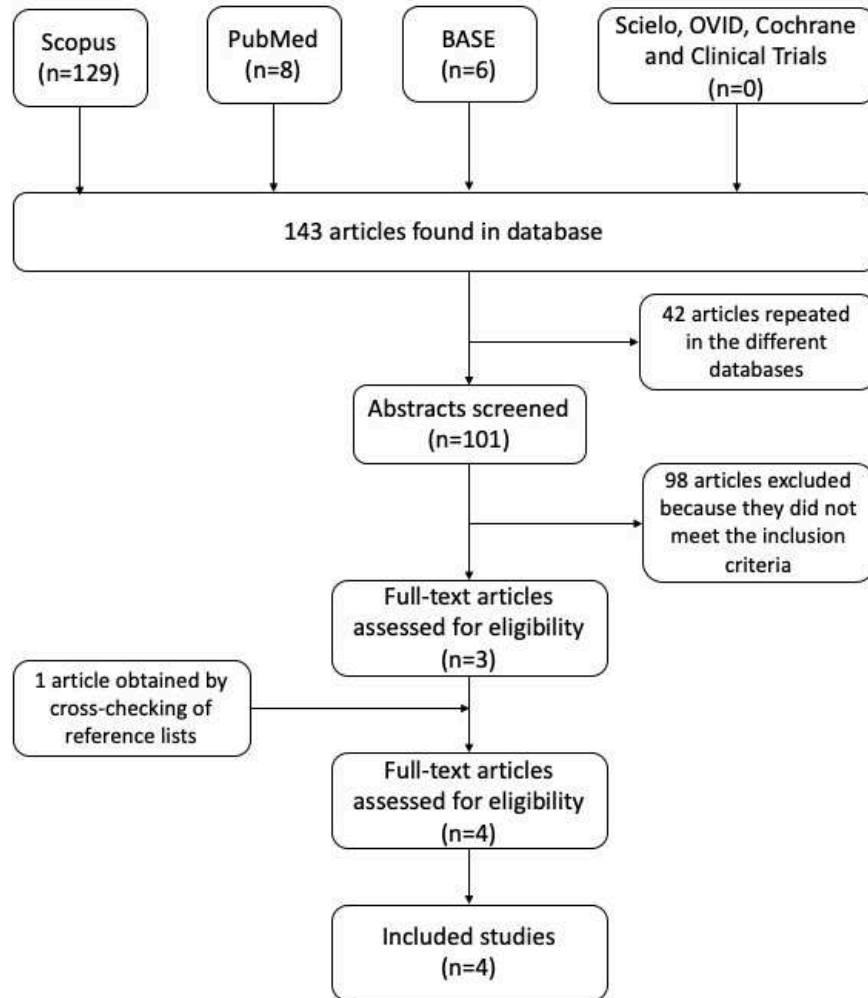 Scopus
(n=129)
PubMed
(n=8)
BASE
(n=6)
Scielo, OVID, Cochrane
and Clinical Trials
(n=0)
143 articles found in database
42 articles repeated
in the different
databases
Abstracts screened
(n=101)
98 articles excluded
because they did not
meet the inclusion
criteria
Full-text articles
assessed for eligibility
(n=3)
1 article obtained by
cross-checking of
reference lists
Full-text articles
assessed for eligibility
(n=4)
Included studies
(n=4)